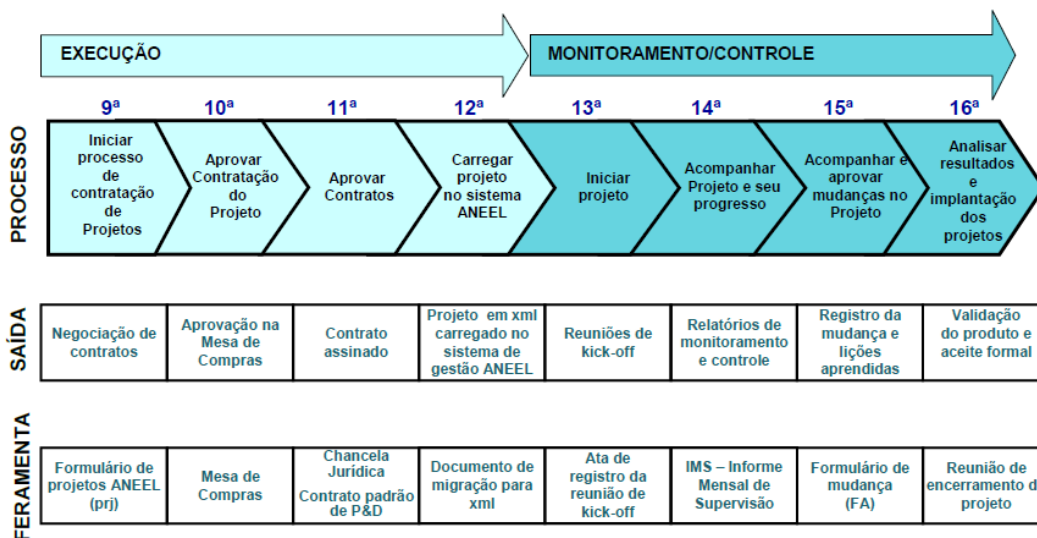 EXECUÇÃO
MONITORAMENTO/CONTROLE
9ª
10ª
11ª
12ª
13ª
14ª
15ª
16ª
PROCESSO
Iniciar
processo
de
contratação
de
Projetos
Aprovar
Contratação
do
Projeto
Aprovar
Contratos
Carregar
projeto
no sistema
ANEEL
Iniciar
projeto
Acompanhar
Projeto e seu
progresso
Acompanhar e
aprovar
mudanças no
Projeto
Analisar
resultados
e
implantação
dos
projetos
SAÍDA
Negociação de
contratos
Aprovação na
Mesa de
Compras
Contrato
assinado
Projeto em xml
carregado no
sistema de
gestão ANEEL
Reuniões de
kick-off
Relatórios de
monitoramento
e controle
Registro da
mudança e
lições
aprendidas
Validação
do produto e
aceite formal
FERAMENTA
Formulário de
projetos ANEEL
(prj)
Mesa de
Compras
Chancela
Jurídica
Contrato padrão
de P&D
Documento de
migração para
xml
Ata de
registro da
reunião de
kick-off
IMS – Informe
Mensal de
Supervisão
Formulário de
mudança
(FA)
Reunião de
encerramento d
projeto